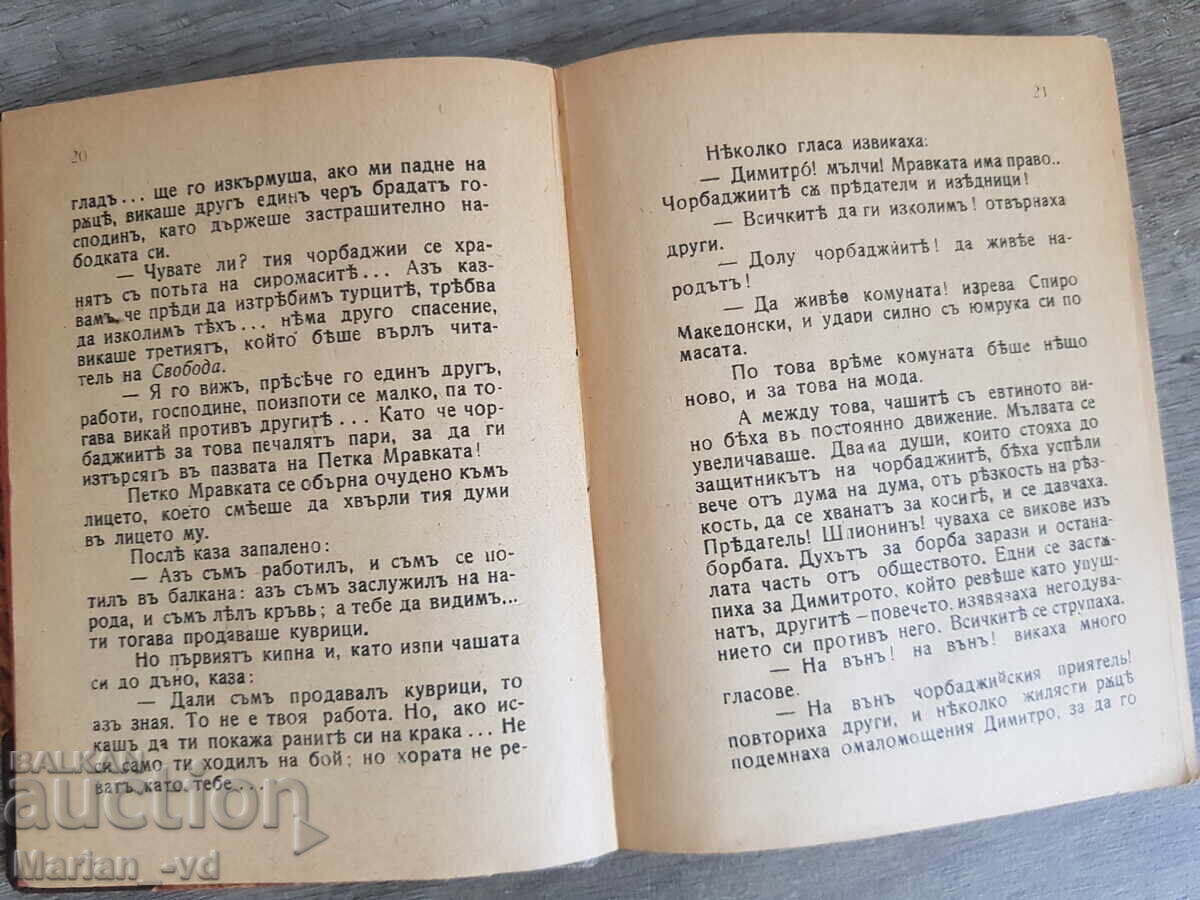 20
гладъ... ще го изкърмуша, ако ми падне на
рѫцѣ, викаше другъ единъ черъ брадатъ го-
сподинъ, като държеше застрашително на-
бодката си.
— Чувате ли? тия чорбаджии се хра-
нятъ съ потьта на сиромаситѣ... Азъ каз-
вамъ, че прѣди да изтрѣбимъ турцитѣ, трѣбва
да изколимъ тѣхъ... нѣма друго спасение,
викаше третиятъ, който бѣше върлъ чита-
тель на Свобода.
— Я го вижъ, прѣсѣче го единъ другъ,
работи, господине, поизпоти се малко, па то-
гава викай противъ другитѣ... Като че чор-
баджиитѣ за това печалятъ пари, за да ги
изтърсятъ въ пазвата на Петка Мравката!
Петко Мравката се обърна очудено къмъ
лицето, което смѣеше да хвърли тия думи
въ лицето му.
Послѣ каза запалено:
— Азъ съмъ работилъ, и съмъ се по-
тилъ въ балкана: азъ съмъ заслужилъ на на-
рода, и съмъ лѣлъ кръвь; а тебе да видимъ...
ти тогава продаваше куврици.
Но първиятъ кипна и, като изпи чашата
си до дъно, каза:
— Дали съмъ продавалъ куврици, то
азъ зная. То не е твоя работа. Но, ако ис-
кашъ да ти покажа ранитѣ си на крака... Не
си само ти ходилъ на бой; но хората не ре-
ватъ като тебе...
21
Нѣколко гласа извикаха:
— Димитрó! мълчи! Мравката има право..
Чорбаджиитѣ сѫ прѣдатели и изѣдници!
— Всичкитѣ да ги изколимъ! отвърнаха
други.
— Долу чорбаджиитѣ! да живѣе на-
родътъ!
— Да живѣе комуната! изрева Спиро
Македонски, и удари силно съ юмрука си по
масата.
По това врѣме комуната бѣше нѣщо
ново, и за това на мода.
А между това, чашитѣ съ евтиното ви-
но бѣха въ постоянно движение. Мълвата се
увеличаваше. Двама души, които стояха до
защитникътъ на чорбаджиитѣ, бѣха успѣли
вече отъ дума на дума, отъ рѣзкость на рѣз-
кость, да се хванатъ за коситѣ, и се давчаха.
Прѣдатель! Шпионинъ! чуваха се викове изъ
борбата. Духътъ за борба зарази и остана-
лата часть отъ обществото. Едни се застѫ-
пиха за Димитрото, който ревѣше като упуш-
натъ, другитѣ — повечето, изявяваха негодува-
нието си противъ него. Всичкитѣ се струпаха.
— На вънъ! на вънъ! викаха много
гласове.
— На вънъ чорбаджийския приятель!
повториха други, и нѣколко жилясти рѫцѣ
подемнаха омаломощения Димитро, за да го
BALKAN
auction
Marian_-vd